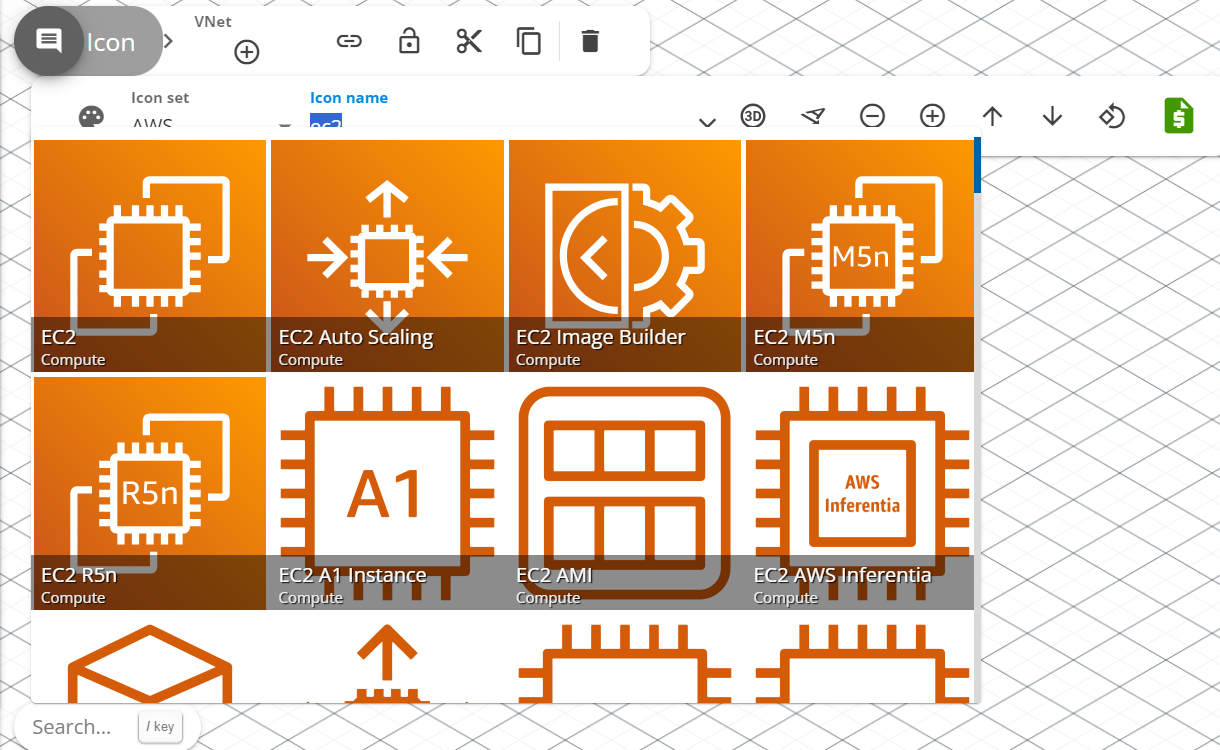 Icon
VNet
Icon set
Icon name
AWS
ec2
3D
$
M5n
EC2
Compute
EC2 Auto Scaling
Compute
EC2 Image Builder
Compute
EC2 M5n
Compute
R5n
A1
AWS
Inferentia
EC2 R5n
Compute
EC2 A1 Instance
Compute
EC2 AMI
Compute
EC2 AWS Inferentia
Compute
Search...
/ key